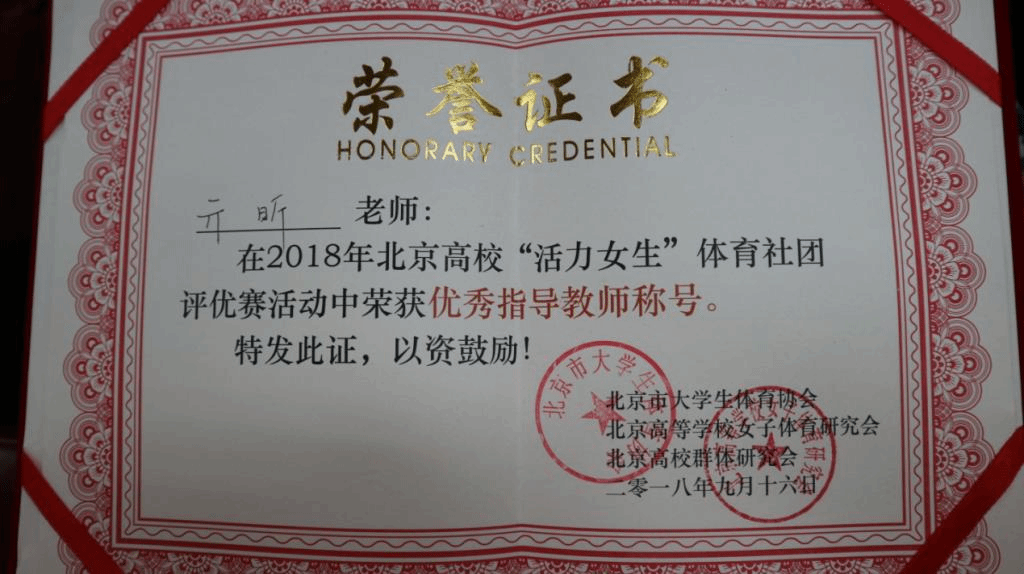 荣誉证书
HONORARY CREDENTIAL
亓昕 老师:
在2018年北京高校“活力女生”体育社团
评优赛活动中荣获优秀指导教师称号。
特发此证，以资鼓励!
北京市大学生体育协会
北京高等学校女子体育研究会
北京高校群体研究会
二零一八年九月十六日